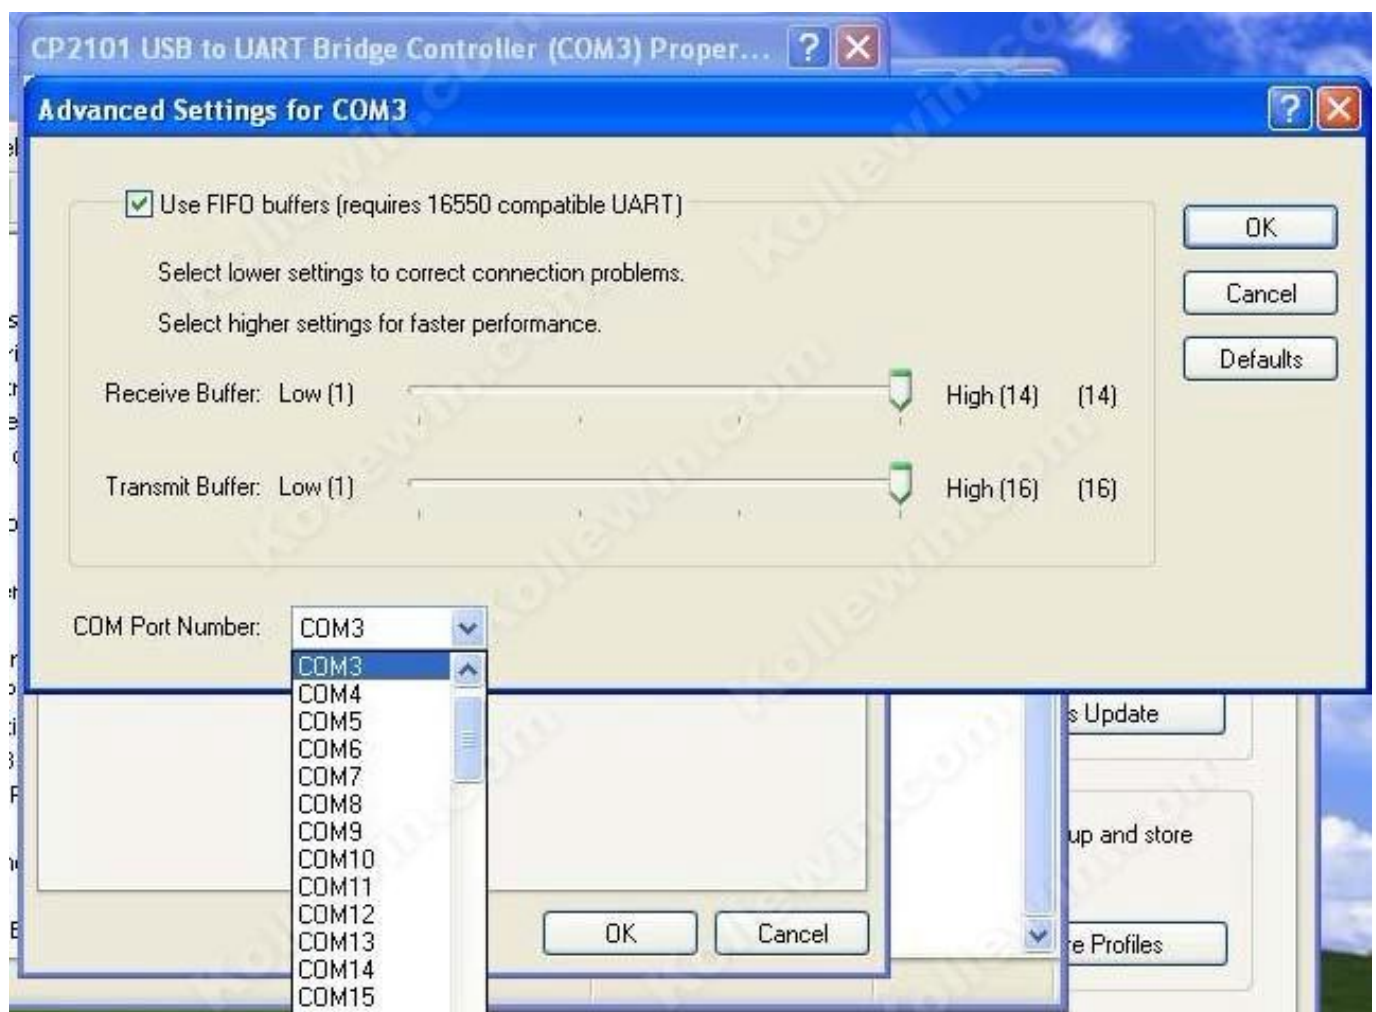 CP2101 USB to UART Bridge Controller (COM3) Proper...
Advanced Settings for COM3
Use FIFO buffers (requires 16550 compatible UART)
OK
Select lower settings to correct connection problems.
Cancel
Select higher settings for faster performance.
Defaults
Receive Buffer: Low (1) High (14) (14)
Transmit Buffer: Low (1) High (16) (16)
COM Port Number: COM3
COM3
COM4
COM5
COM6
COM7
COM8
COM9
COM10
COM11
COM12
COM13
COM14
COM15
s Update
up and store
OK Cancel
re Profiles
Kollewin.com